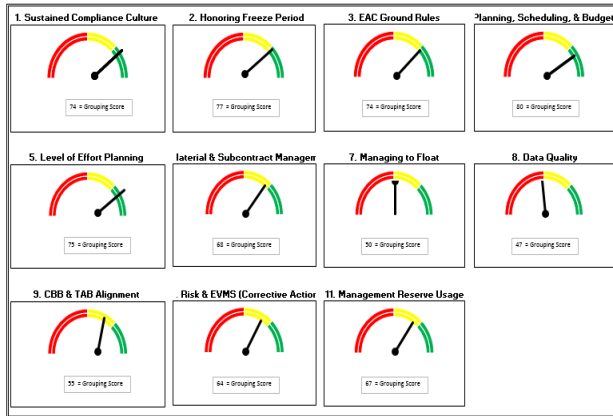 1. Sustained Compliance Culture
2. Honoring Freeze Period
3. EAC Ground Rules
Planning, Scheduling, & Budget
74 = Grouping Score
77 = Grouping Score
74 = Grouping Score
80 = Grouping Score
5. Level of Effort Planning
laterial & Subcontract Managem
7. Managing to Float
8. Data Quality
75 = Grouping Score
68 = Grouping Score
50 = Grouping Score
47 = Grouping Score
9. CBB & TAB Alignment
. Risk & EVMS (Corrective Action
11. Management Reserve Usage
55 = Grouping Score
64 = Grouping Score
67 = Grouping Score